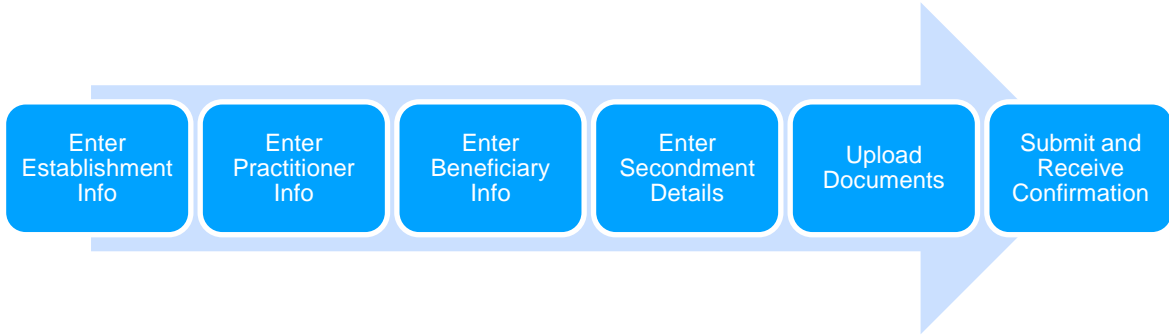 Enter
Establishment
Info
Enter
Practitioner
Info
Enter
Beneficiary
Info
Enter
Secondment
Details
Upload
Documents
Submit and
Receive
Confirmation